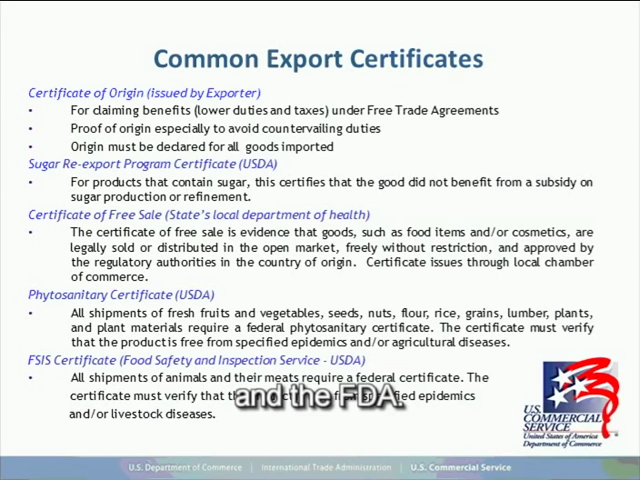 Common Export Certificates
Certificate of Origin (issued by Exporter)
• For claiming benefits (lower duties and taxes) under Free Trade Agreements
• Proof of origin especially to avoid countervailing duties
• Origin must be declared for all goods imported
Sugar Re-export Program Certificate (USDA)
• For products that contain sugar, this certifies that the good did not benefit from a subsidy on
sugar production or refinement.
Certificate of Free Sale (State’s local department of health)
• The certificate of free sale is evidence that goods, such as food items and/or cosmetics, are
legally sold or distributed in the open market, freely without restriction, and approved by
the regulatory authorities in the country of origin. Certificate issues through local chamber
of commerce.
Phytosanitary Certificate (USDA)
• All shipments of fresh fruits and vegetables, seeds, nuts, flour, rice, grains, lumber, plants,
and plant materials require a federal phytosanitary certificate. The certificate must verify
that the product is free from specified epidemics and/or agricultural diseases.
FSIS Certificate (Food Safety and Inspection Service - USDA)
• All shipments of animals and their meats require a federal certificate. The
certificate must verify that epidemics
and the FDA.
and/or livestock diseases.
U.S.
COMMERCIAL
SERVICE
United States of America
Department of Commerce
U.S. Department of Commerce | International Trade Administration | U.S. Commercial Service